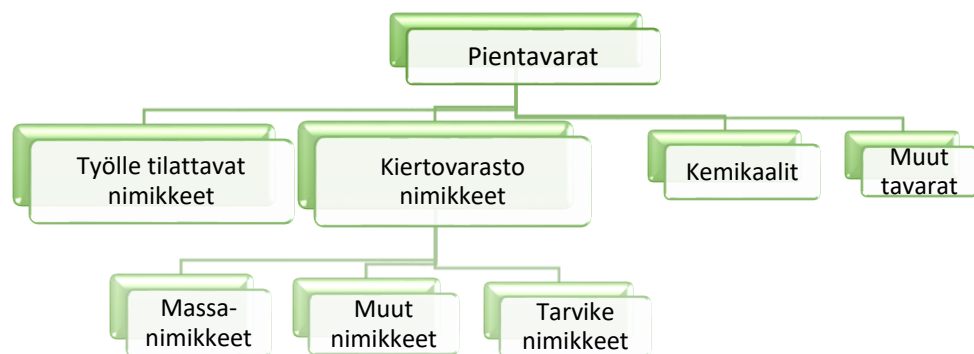 Pientavarat
Työlle tilattavat
nimikkeet
Kiertovarasto
nimikkeet
Kemikaalit
Muut
tavarat
Massa-
nimikkeet
Muut
nimikkeet
Tarvike
nimikkeet